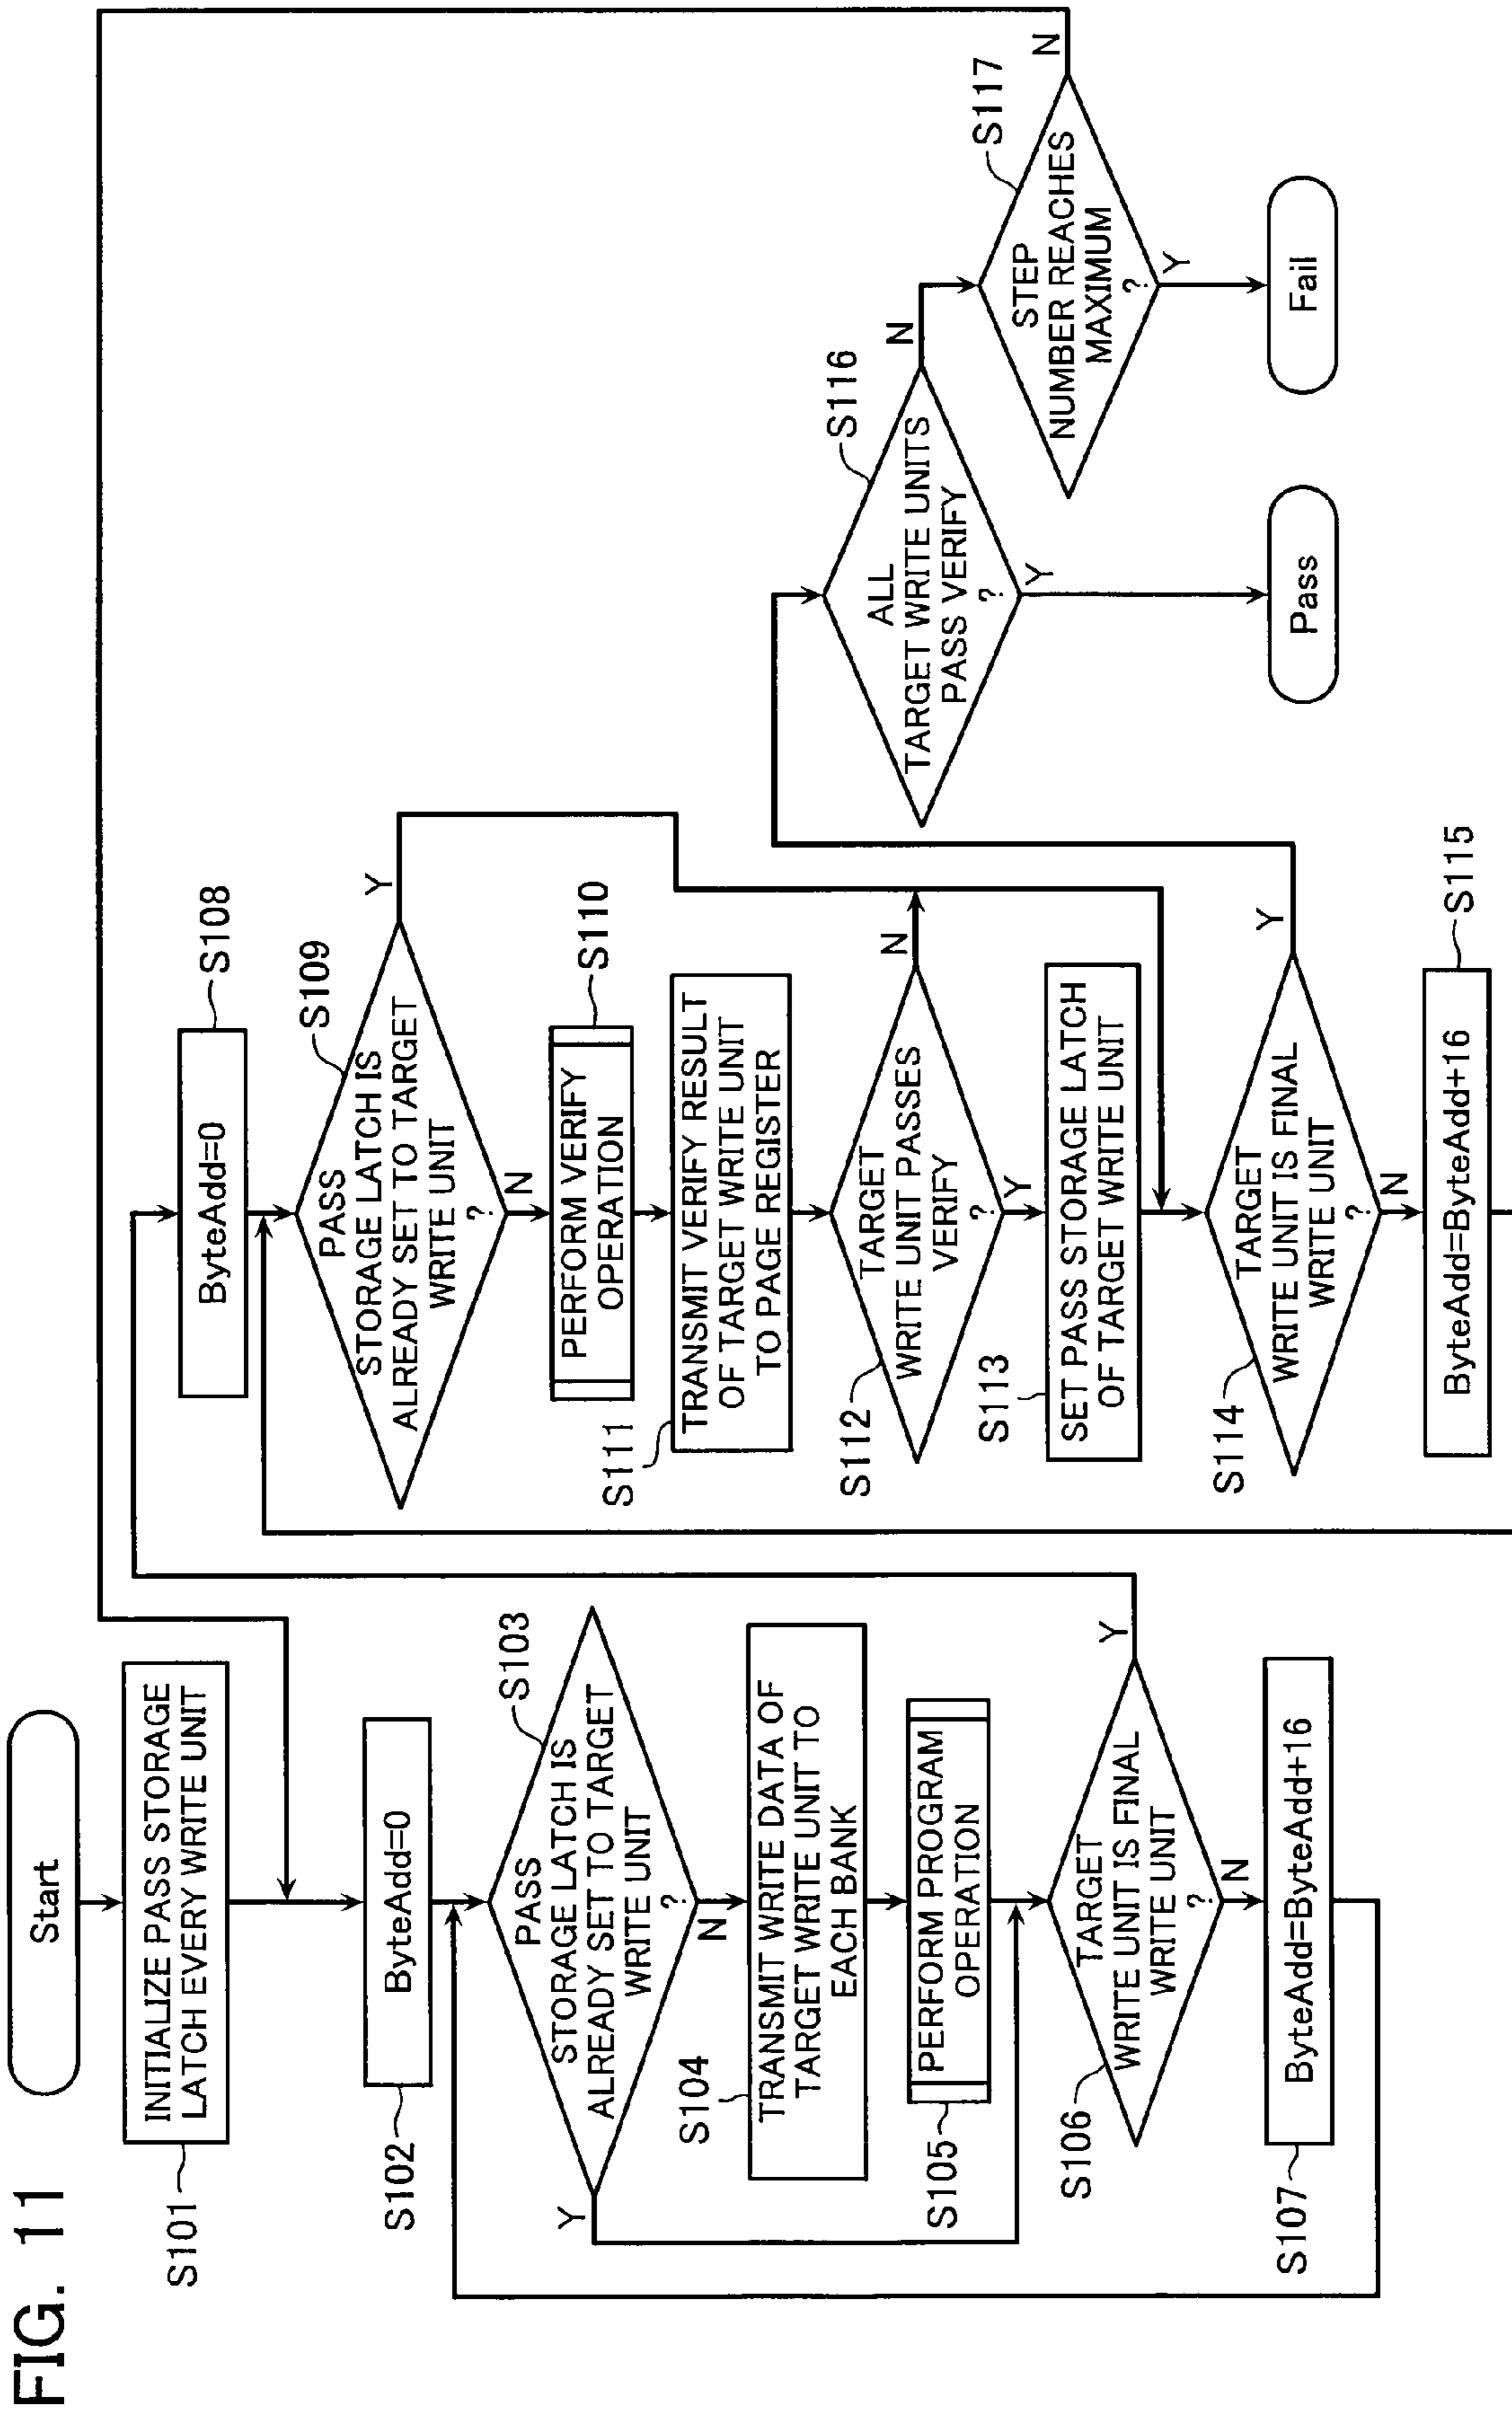 FIG. 11
Start
S101
INITIALIZE PASS STORAGE
LATCH EVERY WRITE UNIT
S102
ByteAdd=0
S103
PASS
STORAGE LATCH IS
ALREADY SET TO TARGET
WRITE UNIT
?
Y
N
S104
TRANSMIT WRITE DATA OF
TARGET WRITE UNIT TO
EACH BANK
S105
PERFORM PROGRAM
OPERATION
S106
TARGET
WRITE UNIT IS FINAL
WRITE UNIT
?
Y
N
S107
ByteAdd=ByteAdd+16
S108
ByteAdd=0
S109
PASS
STORAGE LATCH IS
ALREADY SET TO TARGET
WRITE UNIT
?
Y
N
S110
PERFORM VERIFY
OPERATION
S111
TRANSMIT VERIFY RESULT
OF TARGET WRITE UNIT
TO PAGE REGISTER
S112
TARGET
WRITE UNIT PASSES
VERIFY
?
N
Y
S113
SET PASS STORAGE LATCH
OF TARGET WRITE UNIT
S114
TARGET
WRITE UNIT IS FINAL
WRITE UNIT
?
Y
N
S115
ByteAdd=ByteAdd+16
S116
ALL
TARGET WRITE UNITS
PASS VERIFY
?
N
Y
Pass
S117
STEP
NUMBER REACHES
MAXIMUM
?
N
Y
Fail